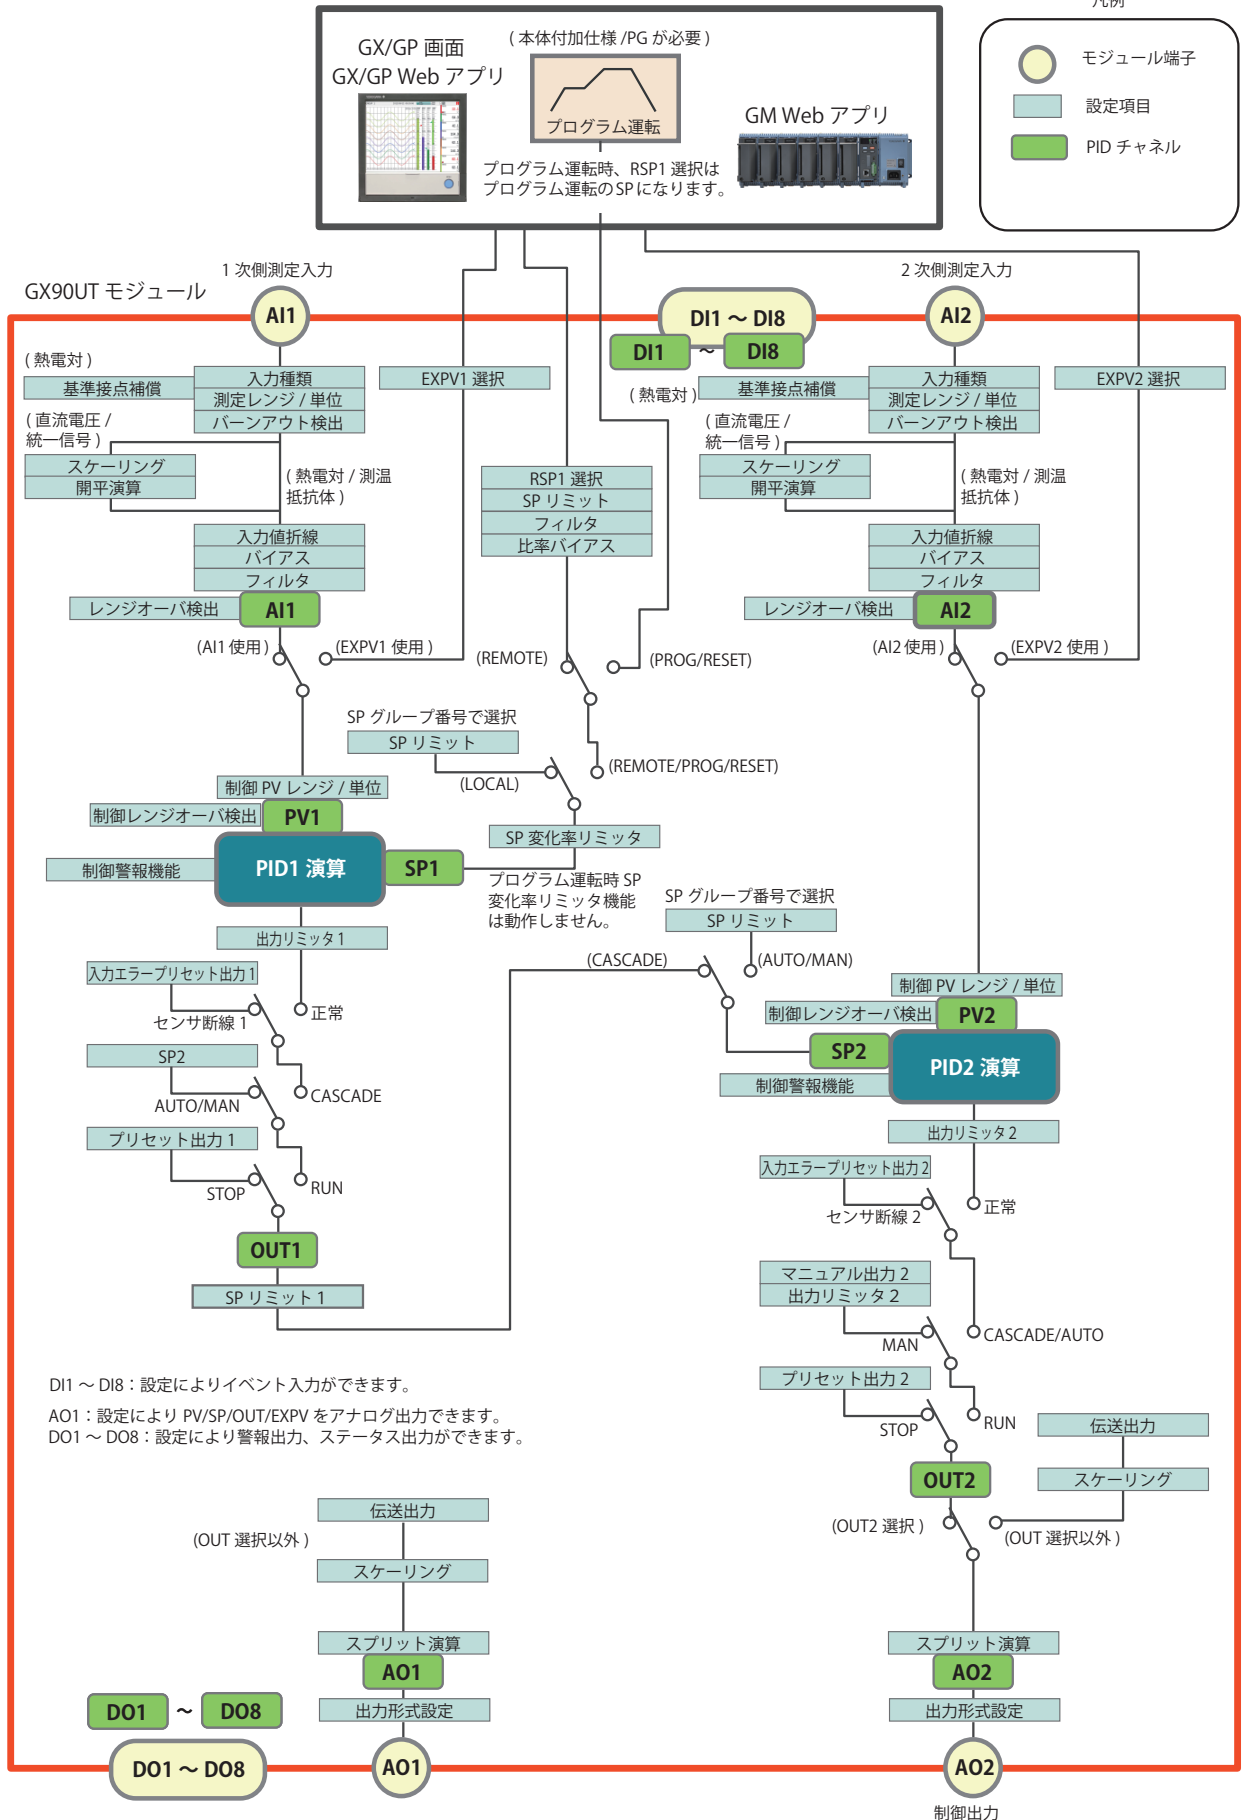 凡例
モジュール端子
設定項目
PID チャネル
GX/GP 画面
GX/GP Web アプリ
( 本体付加仕様 /PG が必要 )
プログラム運転
GM Web アプリ
プログラム運転時、RSP1 選択は
プログラム運転の SP になります。
GX90UT モジュール
1 次側測定入力
AI1
2 次側測定入力
AI2
DI1 ～ DI8
DI1
～
DI8
( 熱電対 )
基準接点補償
入力種類
測定レンジ / 単位
バーンアウト検出
( 直流電圧 /
統一信号 )
スケーリング
開平演算
( 熱電対 / 測温
抵抗体 )
入力値折線
バイアス
フィルタ
レンジオーバ検出
AI1
(AI1 使用 )
(EXPV1 使用 )
EXPV1 選択
RSP1 選択
SP リミット
フィルタ
比率バイアス
(REMOTE)
(PROG/RESET)
( 熱電対 )
基準接点補償
入力種類
測定レンジ / 単位
バーンアウト検出
EXPV2 選択
( 直流電圧 /
統一信号 )
スケーリング
開平演算
( 熱電対 / 測温
抵抗体 )
入力値折線
バイアス
フィルタ
レンジオーバ検出
AI2
(AI2 使用 )
(EXPV2 使用 )
SP グループ番号で選択
SP リミット
(LOCAL)
(REMOTE/PROG/RESET)
SP 変化率リミッタ
制御 PV レンジ / 単位
制御レンジオーバ検出
PV1
制御警報機能
PID1 演算
SP1
プログラム運転時 SP
変化率リミッタ機能
は動作しません。
出力リミッタ 1
入力エラープリセット出力 1
センサ断線 1
正常
SP2
AUTO/MAN
CASCADE
プリセット出力 1
STOP
RUN
OUT1
SP リミット 1
SP グループ番号で選択
SP リミット
(CASCADE)
(AUTO/MAN)
制御 PV レンジ / 単位
制御レンジオーバ検出
PV2
SP2
PID2 演算
制御警報機能
出力リミッタ 2
入力エラープリセット出力 2
センサ断線 2
正常
マニュアル出力 2
出力リミッタ 2
MAN
CASCADE/AUTO
プリセット出力 2
STOP
RUN
OUT2
伝送出力
スケーリング
(OUT2 選択 )
(OUT 選択以外 )
スプリット演算
AO2
出力形式設定
AO2
制御出力
DI1 ～ DI8：設定によりイベント入力ができます。
AO1：設定により PV/SP/OUT/EXPV をアナログ出力できます。
DO1 ～ DO8：設定により警報出力、ステータス出力ができます。
(OUT 選択以外 )
伝送出力
スケーリング
スプリット演算
AO1
出力形式設定
AO1
DO1
～
DO8
DO1 ～ DO8